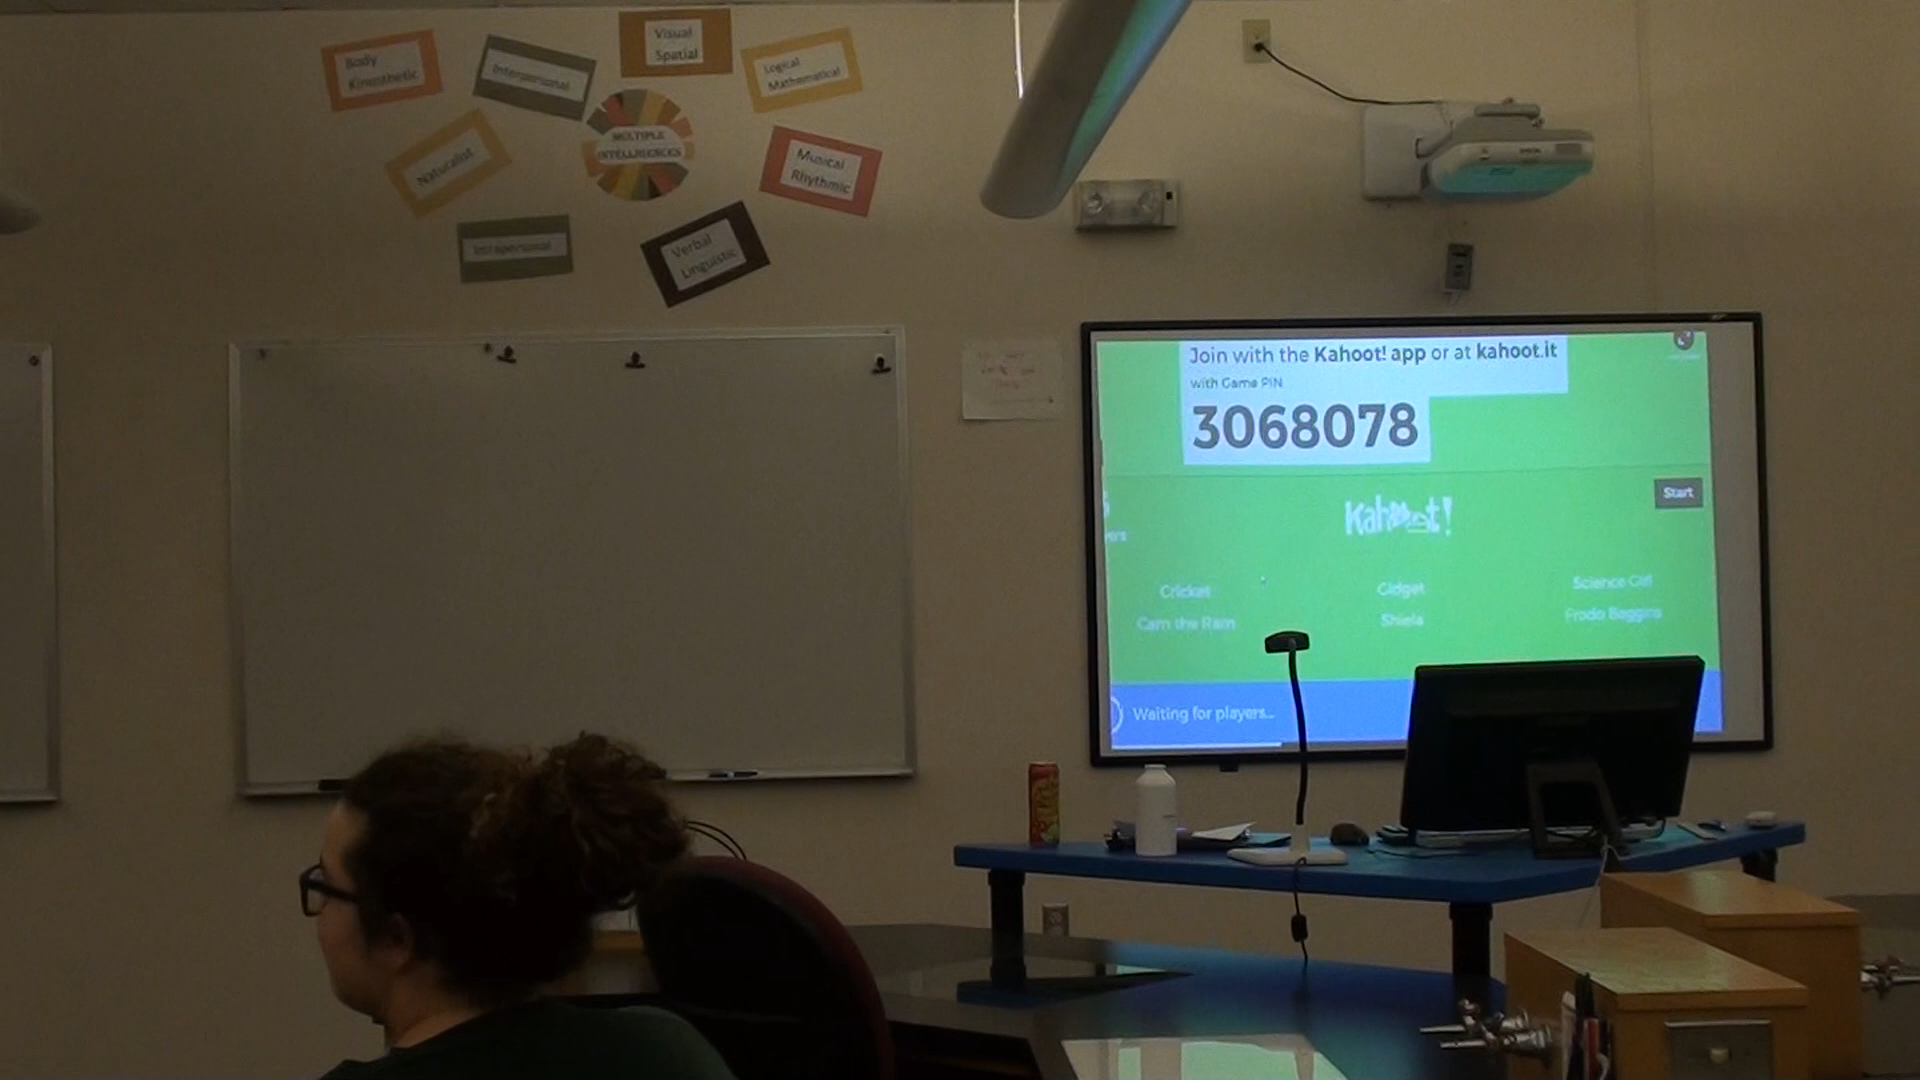 Body
Kinesthetic
Interpersonal
Visual
Spatial
Logical
Mathematical
Naturalist
MULTIPLE
INTELLIGENCES
Musical
Rhythmic
Intrapersonal
Verbal
Linguistic
EPSON
Join with the Kahoot! app or at kahoot.it
with Game PIN:
3068078
Kahoot!
Start
Cricket
Gidget
Science Girl
Cam the Ram
Shiela
Frodo Baggins
Waiting for players...